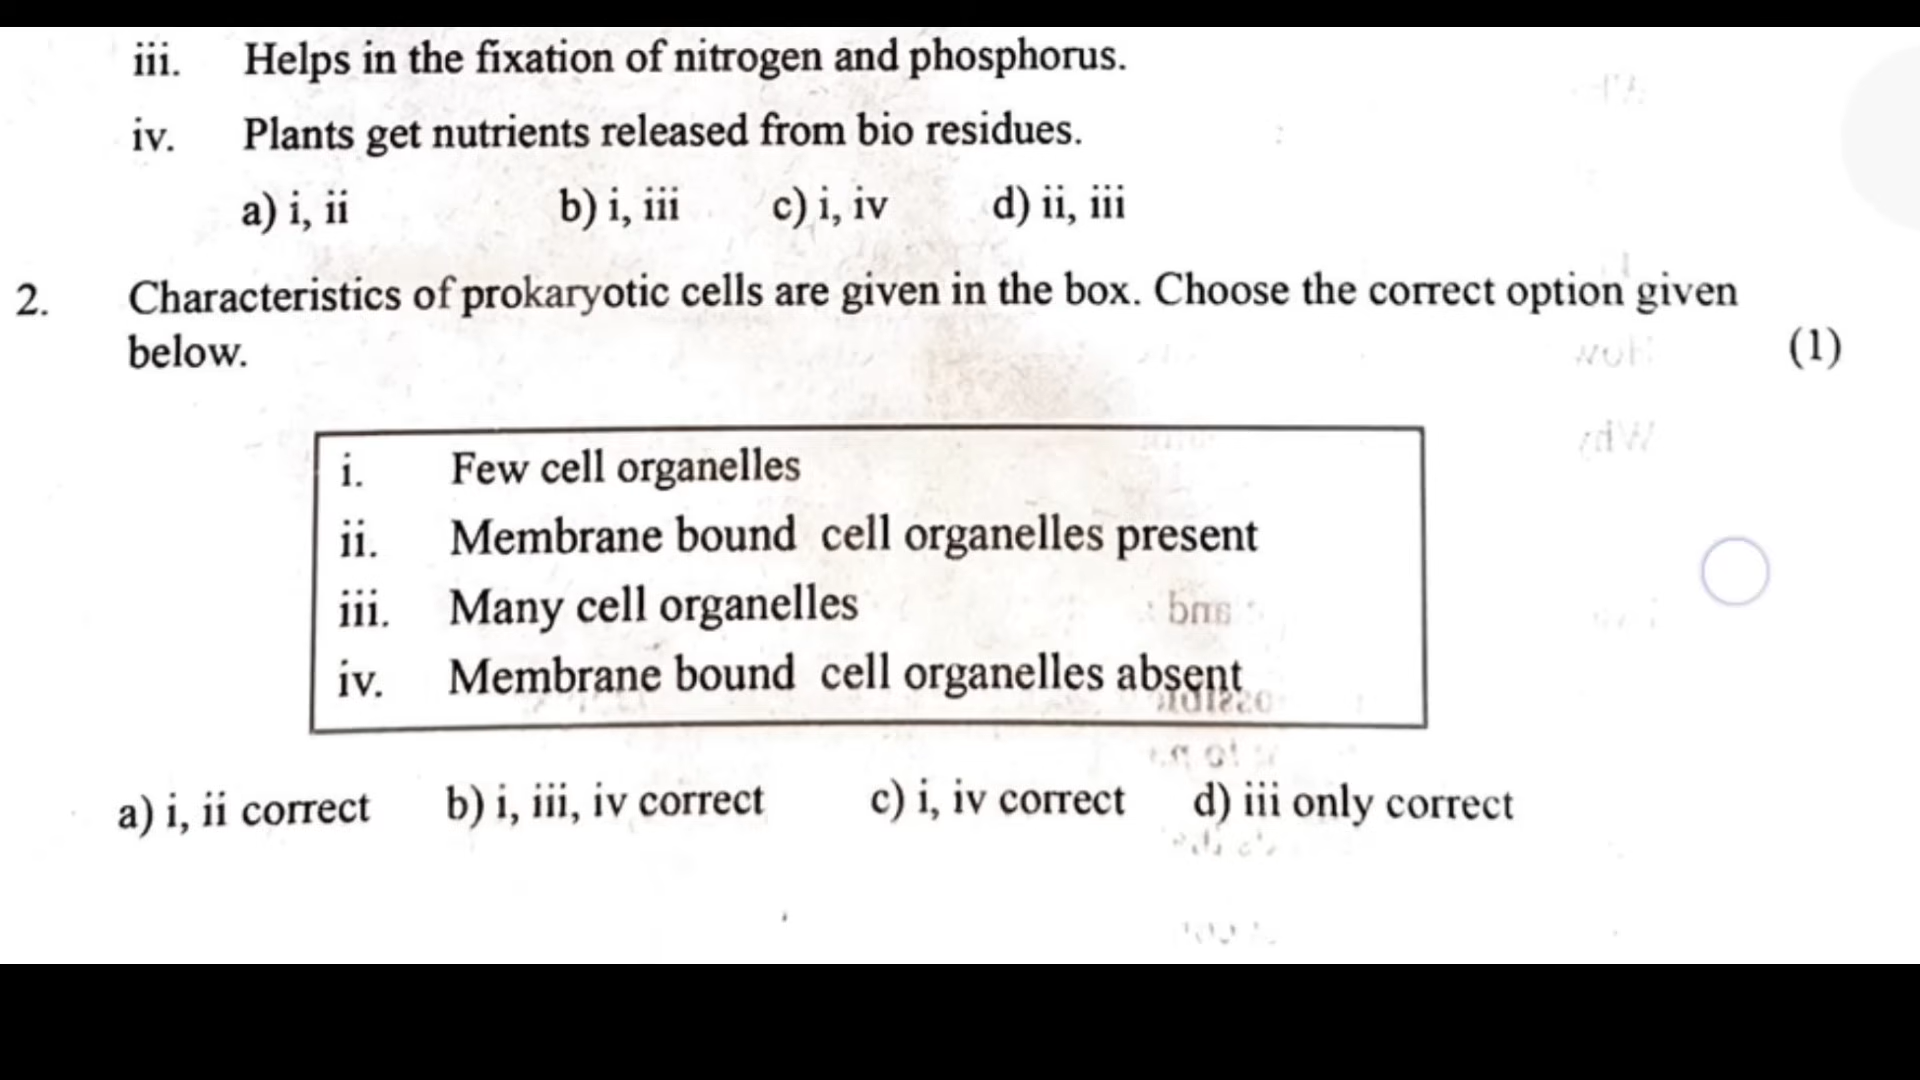 iii. Helps in the fixation of nitrogen and phosphorus.
iv. Plants get nutrients released from bio residues.
a) i, ii b) i, iii c) i, iv d) ii, iii
2. Characteristics of prokaryotic cells are given in the box. Choose the correct option given
below. (1)
i. Few cell organelles
ii. Membrane bound cell organelles present
iii. Many cell organelles
iv. Membrane bound cell organelles absent
a) i, ii correct b) i, iii, iv correct c) i, iv correct d) iii only correct